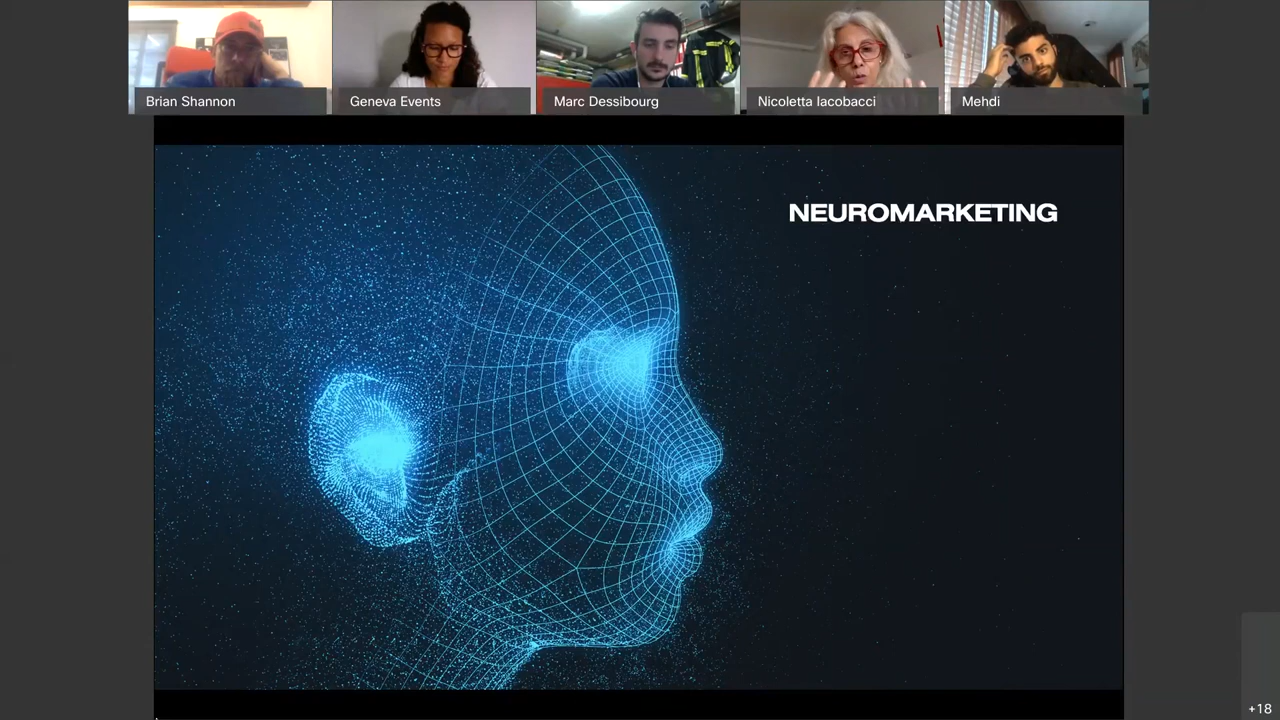 Brian Shannon
Geneva Events
Marc Dessibourg
Nicoletta Iacobacci
Mehdi
NEUROMARKETING
+18